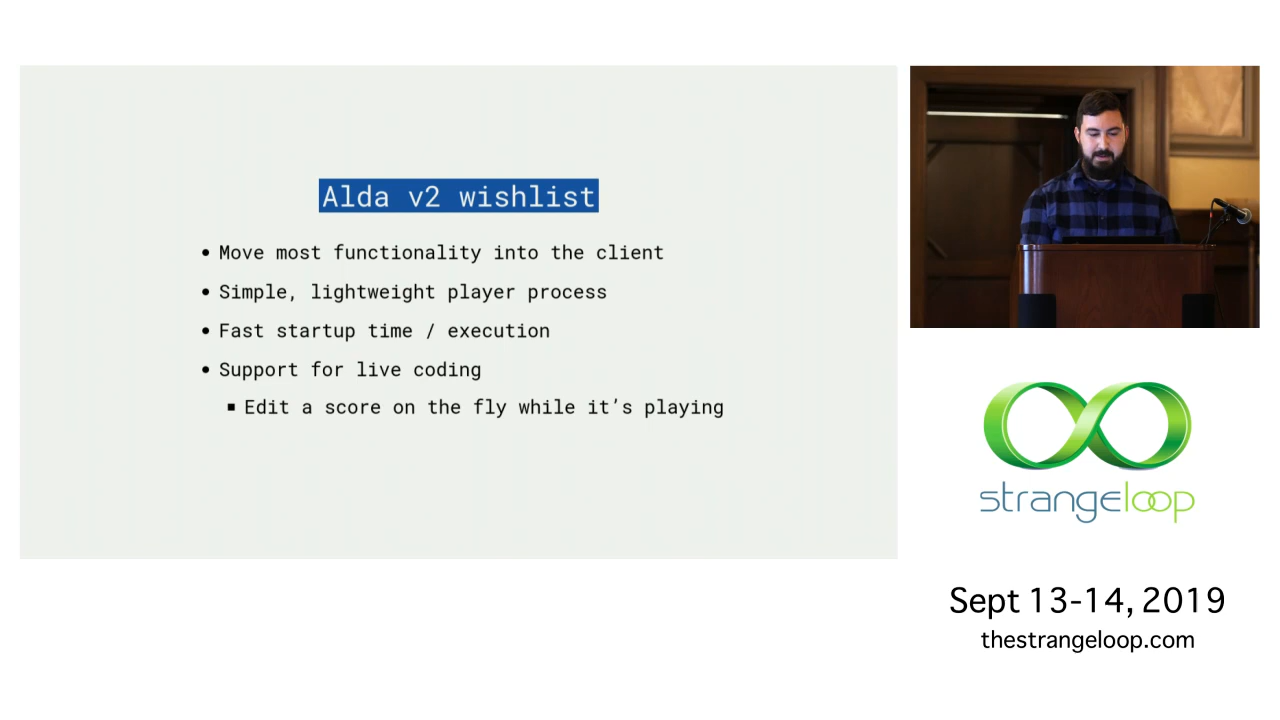 Alda v2 wishlist
• Move most functionality into the client
• Simple, lightweight player process
• Fast startup time / execution
• Support for live coding
▪ Edit a score on the fly while it’s playing
strangeloop
Sept 13-14, 2019
thestrangeloop.com